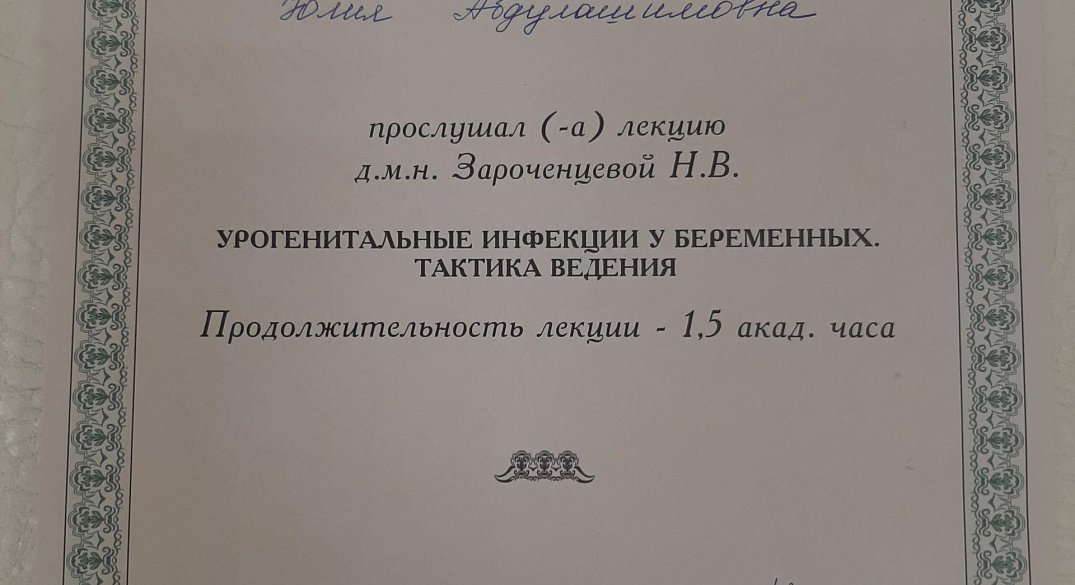 Юлия Абдулашимовна
прослушал (-а) лекцию
д.м.н. Зароченцевой Н.В.
УРОГЕНИТАЛЬНЫЕ ИНФЕКЦИИ У БЕРЕМЕННЫХ.
ТАКТИКА ВЕДЕНИЯ
Продолжительность лекции - 1,5 акад. часа